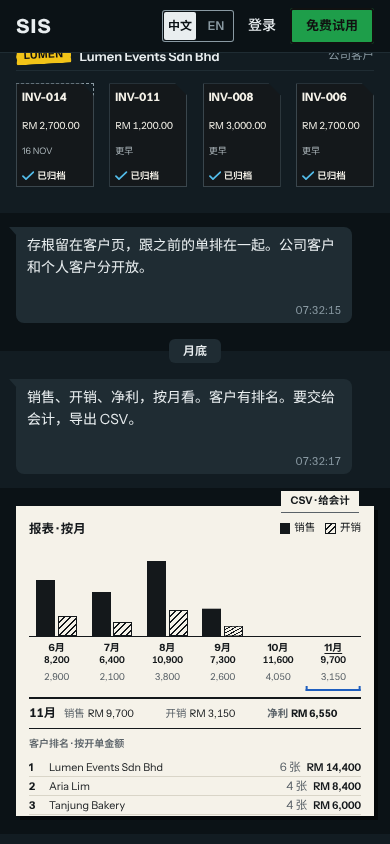 SIS
中文
EN
登录
免费试用
LUMEN
Lumen Events Sdn Bhd
公司客户
INV-014
RM 2,700.00
16 NOV
已归档
INV-011
RM 1,200.00
更早
已归档
INV-008
RM 3,000.00
更早
已归档
INV-006
RM 2,700.00
更早
已归档
存根留在客户页，跟之前的单排在一起。公司客户
和个人客户分开放。
07:32:15
月底
销售、开销、净利，按月看。客户有排名。要交给
会计，导出 CSV。
07:32:17
CSV·给会计
报表·按月
销售
开销
6月 7月 8月 9月 10月 11月
8,200 6,400 10,900 7,300 11,600 9,700
2,900 2,100 3,800 2,600 4,050 3,150
11月 销售 RM 9,700 开销 RM 3,150 净利 RM 6,550
客户排名·按开单金额
1 Lumen Events Sdn Bhd 6 张 RM 14,400
2 Aria Lim 4 张 RM 8,400
3 Tanjung Bakery 4 张 RM 6,000